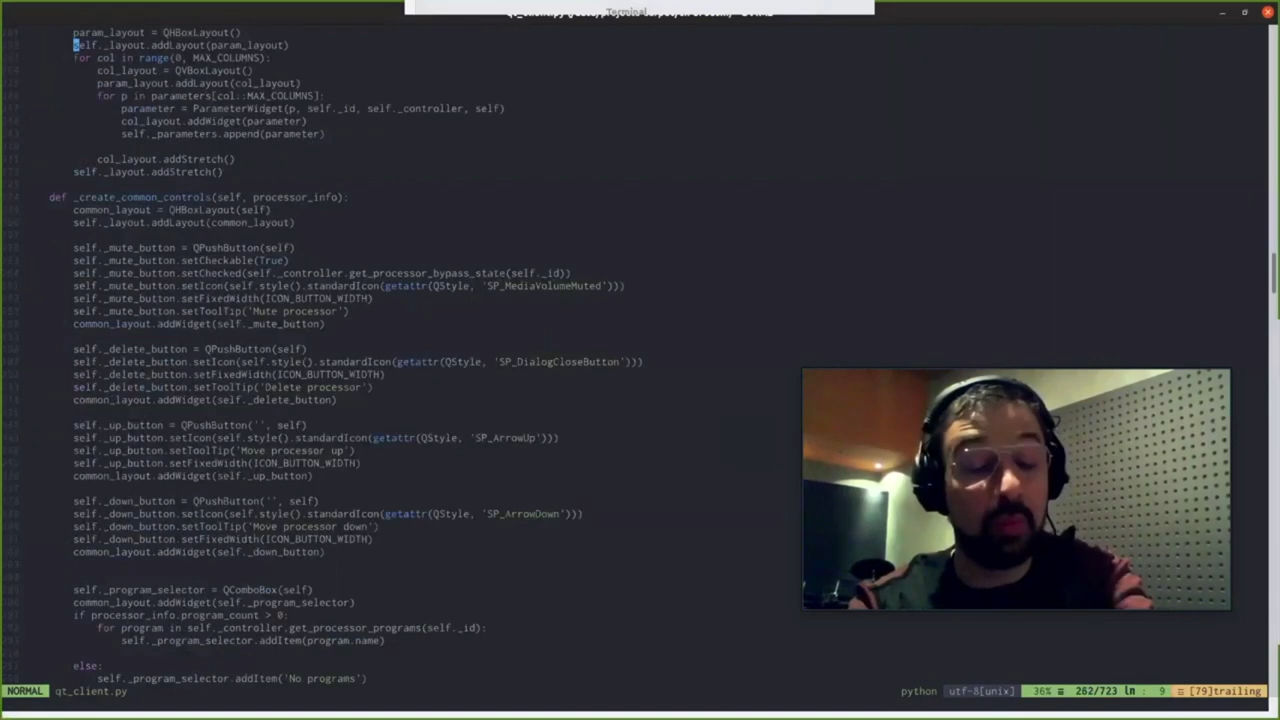 Terminal
param_layout = QHBoxLayout()
self._layout.addLayout(param_layout)
for col in range(0, MAX_COLUMNS):
col_layout = QVBoxLayout()
param_layout.addLayout(col_layout)
for p in parameters[col::MAX_COLUMNS]:
parameter = ParameterWidget(p, self._id, self._controller, self)
col_layout.addWidget(parameter)
self._parameters.append(parameter)
col_layout.addStretch()
self._layout.addStretch()
def _create_common_controls(self, processor_info):
common_layout = QHBoxLayout(self)
self._layout.addLayout(common_layout)
self._mute_button = QPushButton(self)
self._mute_button.setCheckable(True)
self._mute_button.setChecked(self._controller.get_processor_bypass_state(self._id))
self._mute_button.setIcon(self.style().standardIcon(getattr(QStyle, 'SP_MediaVolumeMuted')))
self._mute_button.setFixedWidth(ICON_BUTTON_WIDTH)
self._mute_button.setToolTip('Mute processor')
common_layout.addWidget(self._mute_button)
self._delete_button = QPushButton(self)
self._delete_button.setIcon(self.style().standardIcon(getattr(QStyle, 'SP_DialogCloseButton')))
self._delete_button.setFixedWidth(ICON_BUTTON_WIDTH)
self._delete_button.setToolTip('Delete processor')
common_layout.addWidget(self._delete_button)
self._up_button = QPushButton('', self)
self._up_button.setIcon(self.style().standardIcon(getattr(QStyle, 'SP_ArrowUp')))
self._up_button.setToolTip('Move processor up')
self._up_button.setFixedWidth(ICON_BUTTON_WIDTH)
common_layout.addWidget(self._up_button)
self._down_button = QPushButton('', self)
self._down_button.setIcon(self.style().standardIcon(getattr(QStyle, 'SP_ArrowDown')))
self._down_button.setToolTip('Move processor down')
self._down_button.setFixedWidth(ICON_BUTTON_WIDTH)
common_layout.addWidget(self._down_button)
self._program_selector = QComboBox(self)
common_layout.addWidget(self._program_selector)
if processor_info.program_count > 0:
for program in self._controller.get_processor_programs(self._id):
self._program_selector.addItem(program.name)
else:
self._program_selector.addItem('No programs')
NORMAL qt_client.py python utf-8[unix] 36% ≡ 262/723 ln : 9 ≡ [79]trailing